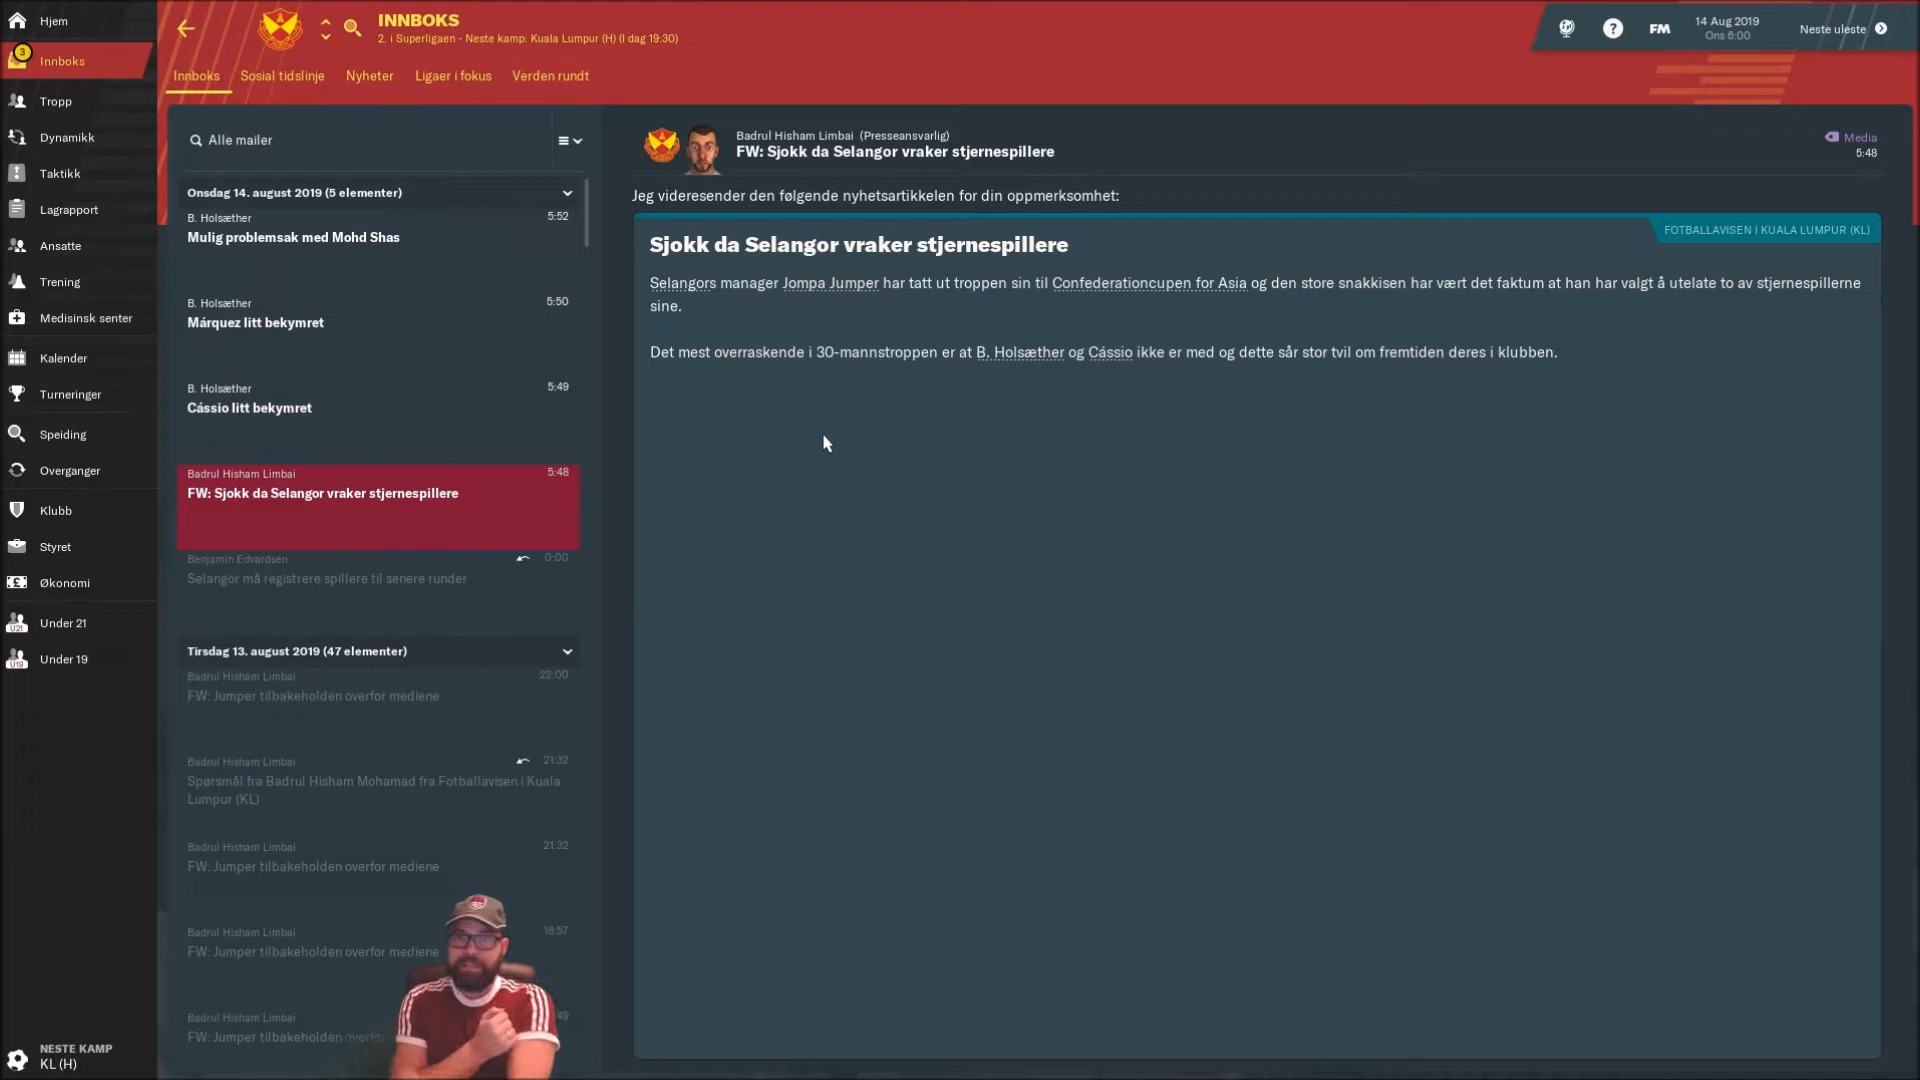 Hjem
3
Innboks
Tropp
Dynamikk
Taktikk
Lagrapport
Ansatte
Trening
Medisinsk senter
Kalender
Turneringer
Speiding
Overganger
Klubb
Styret
Økonomi
U21
Under 21
U19
Under 19
NESTE KAMP
KL (H)
INNBOKS
2. i Superligaen - Neste kamp: Kuala Lumpur (H) (I dag 19:30)
Innboks Sosial tidslinje Nyheter Ligaer i fokus Verden rundt
?
FM
14 Aug 2019
Ons 6:00
Neste uleste
Alle mailer
Onsdag 14. august 2019 (5 elementer)
B. Holsæther 5:52
Mulig problemsak med Mohd Shas
B. Holsæther 5:50
Márquez litt bekymret
B. Holsæther 5:49
Cássio litt bekymret
Badrul Hisham Limbai 5:48
FW: Sjokk da Selangor vraker stjernespillere
Benjamin Edvardsen 0:00
Selangor må registrere spillere til senere runder
Tirsdag 13. august 2019 (47 elementer)
Badrul Hisham Limbai 22:00
FW: Jumper tilbakeholden overfor mediene
Badrul Hisham Limbai 21:32
Spørsmål fra Badrul Hisham Mohamad fra Fotballavisen i Kuala
Lumpur (KL)
Badrul Hisham Limbai 21:32
FW: Jumper tilbakeholden overfor mediene
Badrul Hisham Limbai 18:57
FW: Jumper tilbakeholden overfor mediene
Badrul Hisham Limbai
FW: Jumper tilbakeholden overfor
Badrul Hisham Limbai (Presseansvarlig)
FW: Sjokk da Selangor vraker stjernespillere
Media
5:48
Jeg videresender den følgende nyhetsartikkelen for din oppmerksomhet:
FOTBALLAVISEN I KUALA LUMPUR (KL)
Sjokk da Selangor vraker stjernespillere
Selangors manager Jompa Jumper har tatt ut troppen sin til Confederationcupen for Asia og den store snakkisen har vært det faktum at han har valgt å utelate to av stjernespillerne
sine.
Det mest overraskende i 30-mannstroppen er at B. Holsæther og Cássio ikke er med og dette sår stor tvil om fremtiden deres i klubben.